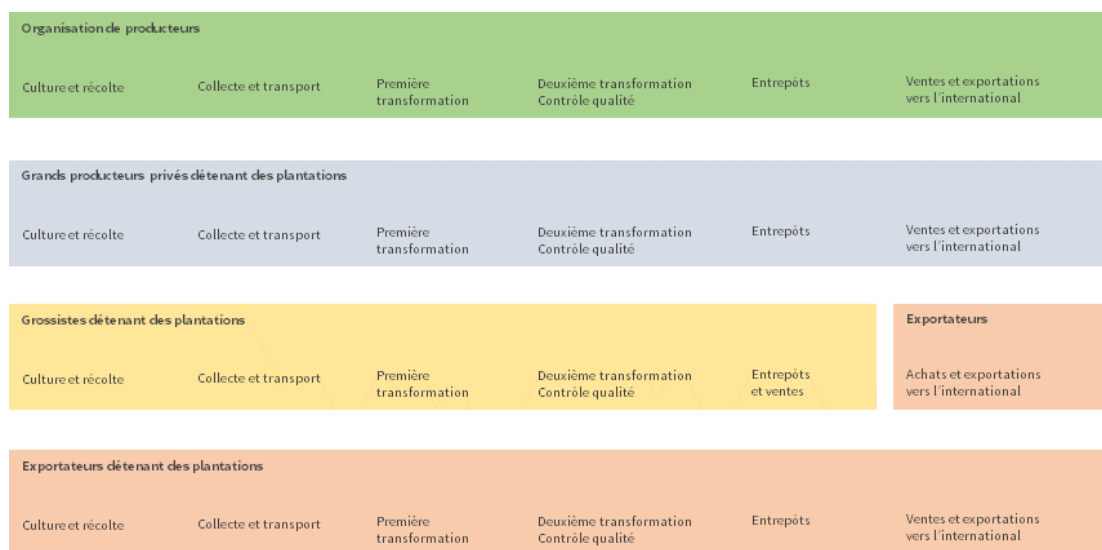 Organisation de producteurs
Culture et récolte
Collecte et transport
Première
transformation
Deuxième transformation
Contrôle qualité
Entrepôts
Ventes et exportations
vers l'international
Grands producteurs privés détenant des plantations
Culture et récolte
Collecte et transport
Première
transformation
Deuxième transformation
Contrôle qualité
Entrepôts
Ventes et exportations
vers l'international
Grossistes détenant des plantations
Culture et récolte
Collecte et transport
Première
transformation
Deuxième transformation
Contrôle qualité
Entrepôts
et ventes
Exportateurs
Achats et exportations
vers l'international
Exportateurs détenant des plantations
Culture et récolte
Collecte et transport
Première
transformation
Deuxième transformation
Contrôle qualité
Entrepôts
Ventes et exportations
vers l'international